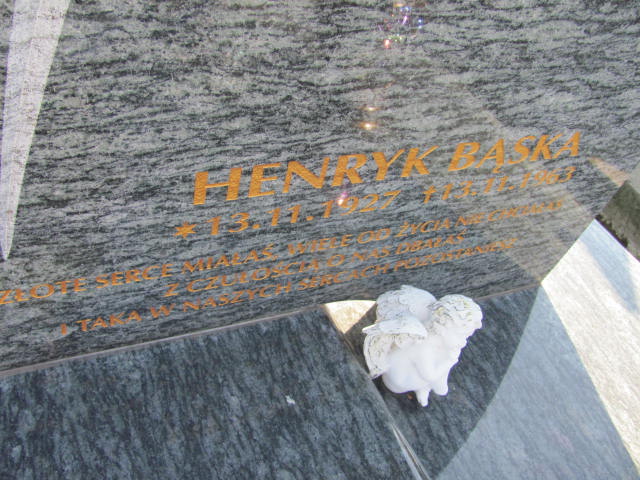 HENRYK BĄSKA
*13.11.1927 †13.11.1963
ZŁOTE SERCE MIAŁAŚ, WIELE OD ŻYCIA NIE
Z CZUŁOŚCIĄ O NAS DBAŁAŚ
I TAKA W NASZYCH SERCACH POZOSTANIESZ